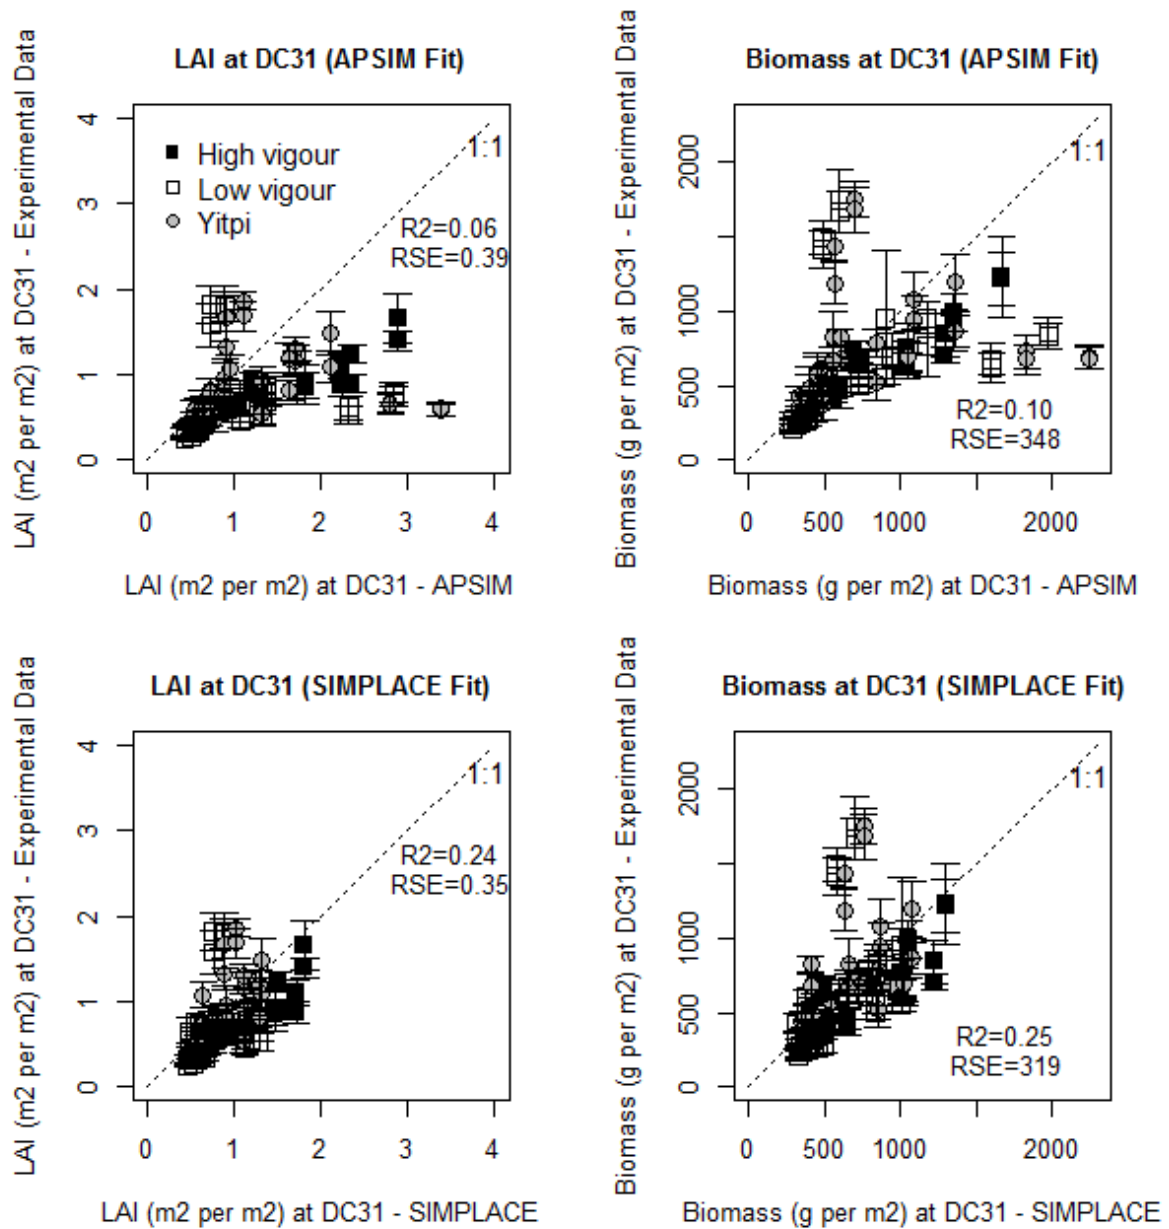 LAI at DC31 (APSIM Fit)
LAI (m2 per m2) at DC31 - Experimental Data
4
3
2
1
0
High vigour
Low vigour
Yitpi
1:1
R2=0.06
RSE=0.39
0 1 2 3 4
LAI (m2 per m2) at DC31 - APSIM
Biomass at DC31 (APSIM Fit)
Biomass (g per m2) at DC31 - Experimental Data
2000
1000
500
0
1:1
R2=0.10
RSE=348
0 500 1000 2000
Biomass (g per m2) at DC31 - APSIM
LAI at DC31 (SIMPLACE Fit)
LAI (m2 per m2) at DC31 - Experimental Data
4
3
2
1
0
1:1
R2=0.24
RSE=0.35
0 1 2 3 4
LAI (m2 per m2) at DC31 - SIMPLACE
Biomass at DC31 (SIMPLACE Fit)
Biomass (g per m2) at DC31 - Experimental Data
2000
1000
500
0
1:1
R2=0.25
RSE=319
0 500 1000 2000
Biomass (g per m2) at DC31 - SIMPLACE